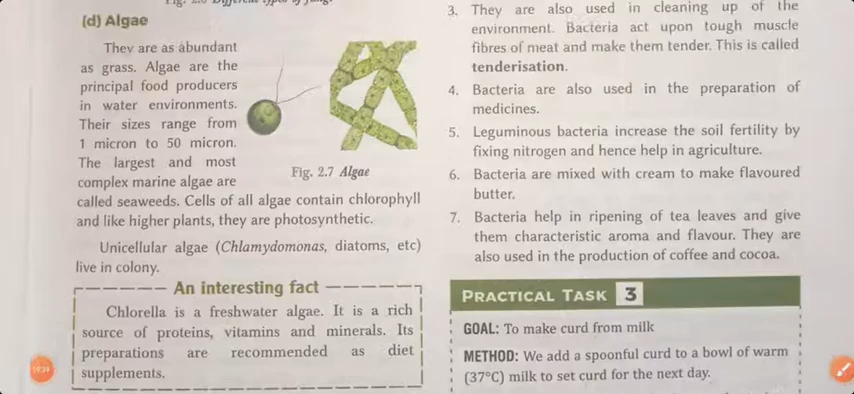 Fig. 2.6 Different types of fungi
(d) Algae
They are as abundant
as grass. Algae are the
principal food producers
in water environments.
Their sizes range from
1 micron to 50 micron.
The largest and most
complex marine algae are
called seaweeds. Cells of all algae contain chlorophyll
and like higher plants, they are photosynthetic.
Fig. 2.7 Algae
Unicellular algae (Chlamydomonas, diatoms, etc)
live in colony.
An interesting fact
Chlorella is a freshwater algae. It is a rich
source of proteins, vitamins and minerals. Its
preparations are recommended as diet
supplements.
3. They are also used in cleaning up of the
environment. Bacteria act upon tough muscle
fibres of meat and make them tender. This is called
tenderisation.
4. Bacteria are also used in the preparation of
medicines.
5. Leguminous bacteria increase the soil fertility by
fixing nitrogen and hence help in agriculture.
6. Bacteria are mixed with cream to make flavoured
butter.
7. Bacteria help in ripening of tea leaves and give
them characteristic aroma and flavour. They are
also used in the production of coffee and cocoa.
PRACTICAL TASK 3
GOAL: To make curd from milk
METHOD: We add a spoonful curd to a bowl of warm
(37°C) milk to set curd for the next day.